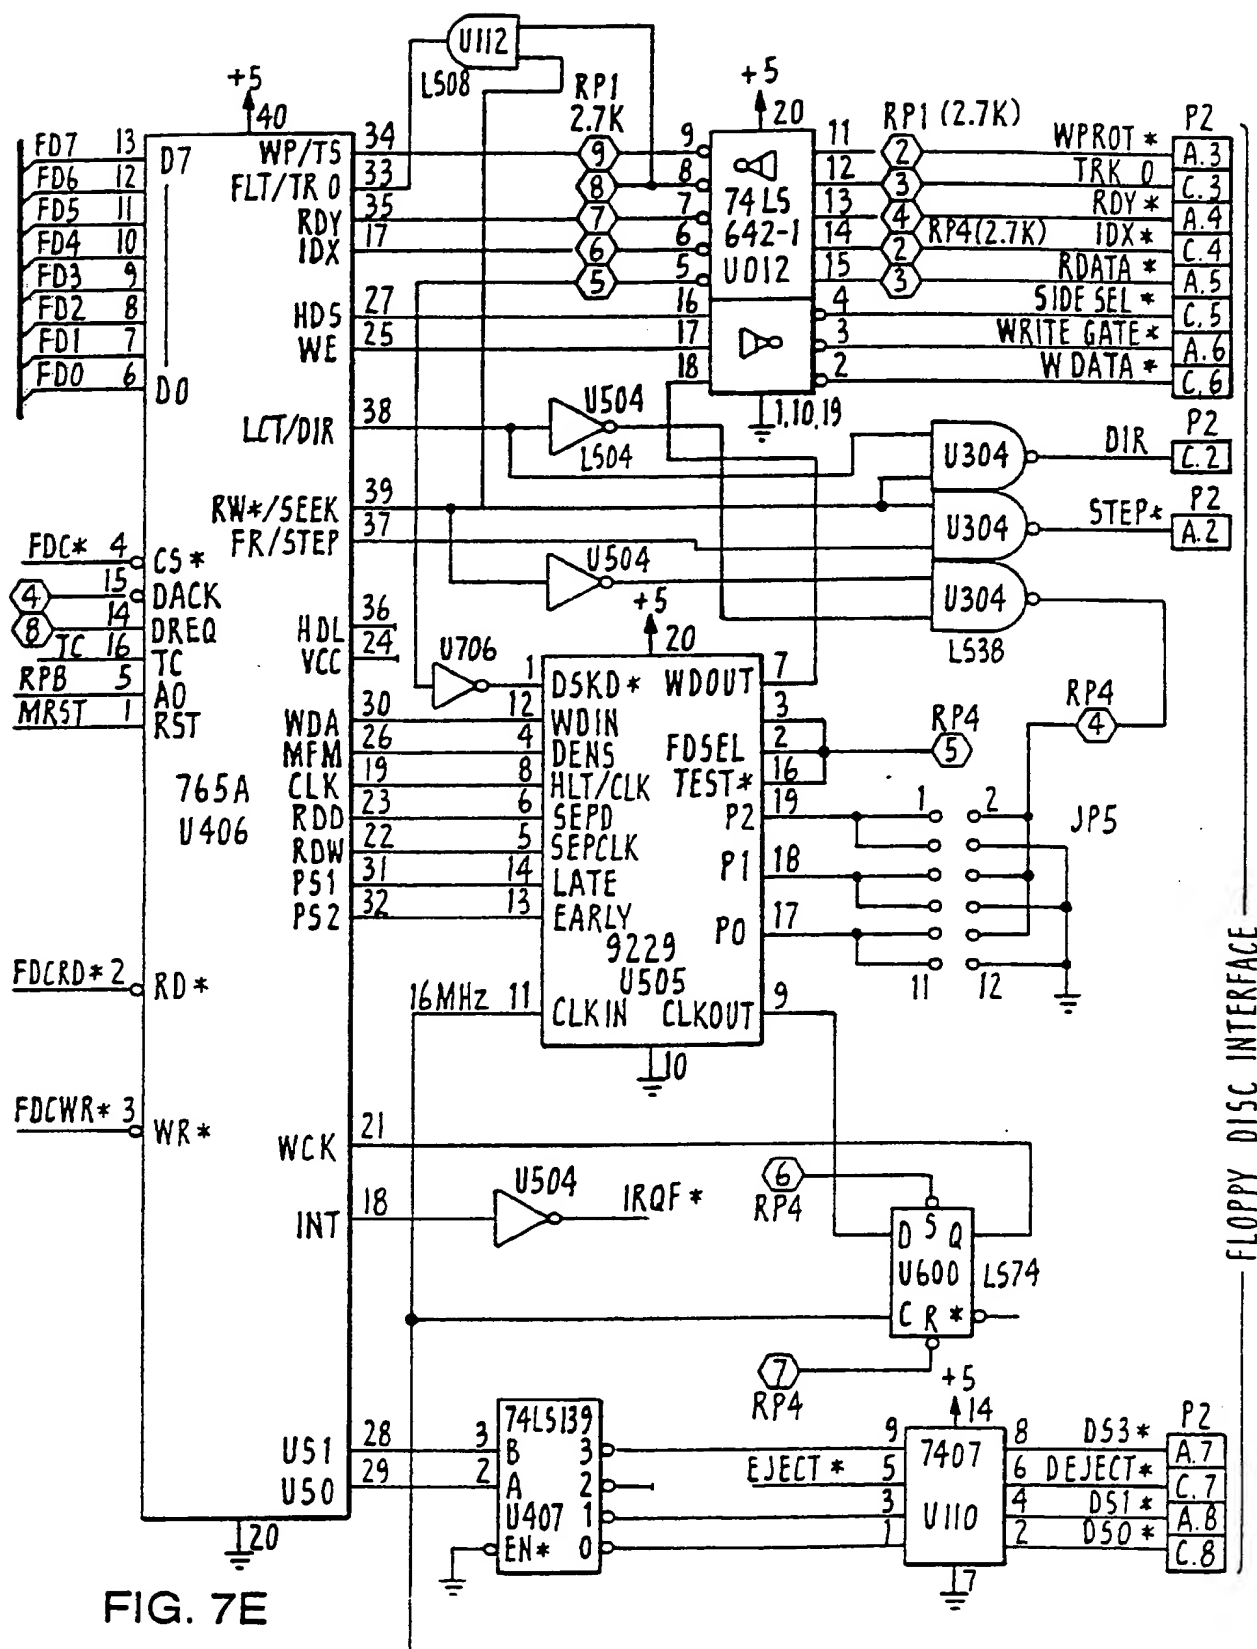 U112
LS08
+5
40
RP1
2.7K
+5
20
RP1 (2.7K)
P2
FD7 13 D7
FD6 12
FD5 11
FD4 10
FD3 9
FD2 8
FD1 7
FD0 6 D0
WP/TS 34
FLT/TR0 33
RDY 35
IDX 17
HDS 27
WE 25
9
8
7
6
5
9
8
7
6
5
16
17
18
74LS
642-1
U012
1,10,19
11 2 WPROT* A.3
12 3 TRK 0 C.3
13 4 RDY* A.4
14 2 RP4(2.7K) IDX* C.4
15 3 RDATA* A.5
4 SIDE SEL* C.5
3 WRITE GATE* A.6
2 W DATA* C.6
LCT/DIR 38
U504
LS04
U304
DIR
P2
C.2
RW*/SEEK 39
FR/STEP 37
U304
STEP*
P2
A.2
U504
U304
LS38
FDC* 4 CS*
4 15 DACK
8 14 DREQ
TC 16 TC
RPB 5 A0
MRST 1 RST
HDL 36
VCC 24
U706
+5
20
1 DSKD* WDOUT 7
WDA 30 12 WDIN 3
MFM 26 4 DENS FDSEL 2
CLK 19 8 HLT/CLK TEST* 16
RDD 23 6 SEPD P2 19
RDW 22 5 SEPCLK
PS1 31 14 LATE P1 18
PS2 32 13 EARLY P0 17
RP4
5
RP4
4
1 2
JP5
11 12
765A
U406
9229
U505
16MHz 11 CLKIN CLKOUT 9
10
FDCRD* 2 RD*
FDCWR* 3 WR*
WCK 21
INT 18
U504
IRQF*
6
RP4
D S Q
U600
LS74
C R *
7
RP4
US1 28
US0 29
20
74LS139
3 B 3
2 A 2
U407 1
EN* 0
EJECT*
+5
14
9
5
3
1
7407
U110
7
P2
8 DS3* A.7
6 DEJECT* C.7
4 DS1* A.8
2 DS0* C.8
FLOPPY DISC INTERFACE
FIG. 7E